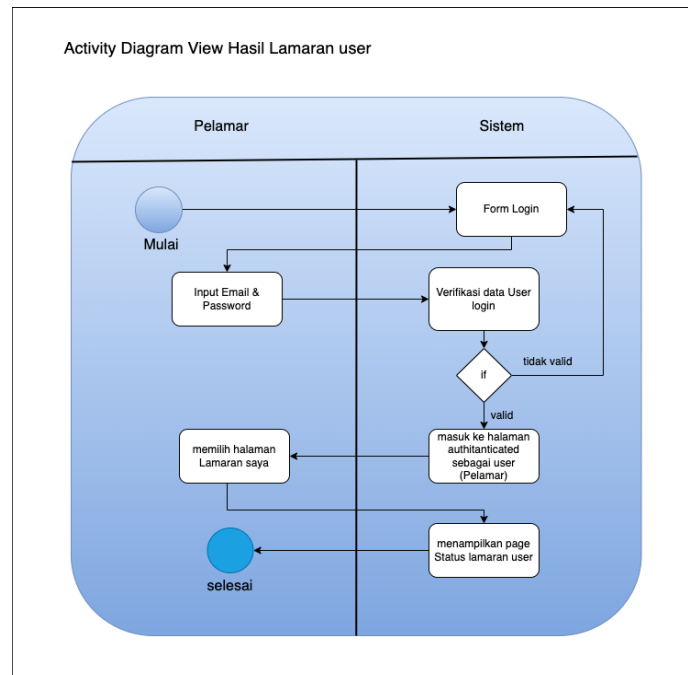 Activity Diagram View Hasil Lamaran user
Pelamar
Sistem
Mulai
Form Login
Input Email &
Password
Verifikasi data User
login
if
tidak valid
valid
masuk ke halaman
authitanticated
sebagai user
(Pelamar)
memilih halaman
Lamaran saya
menampilkan page
Status lamaran user
selesai